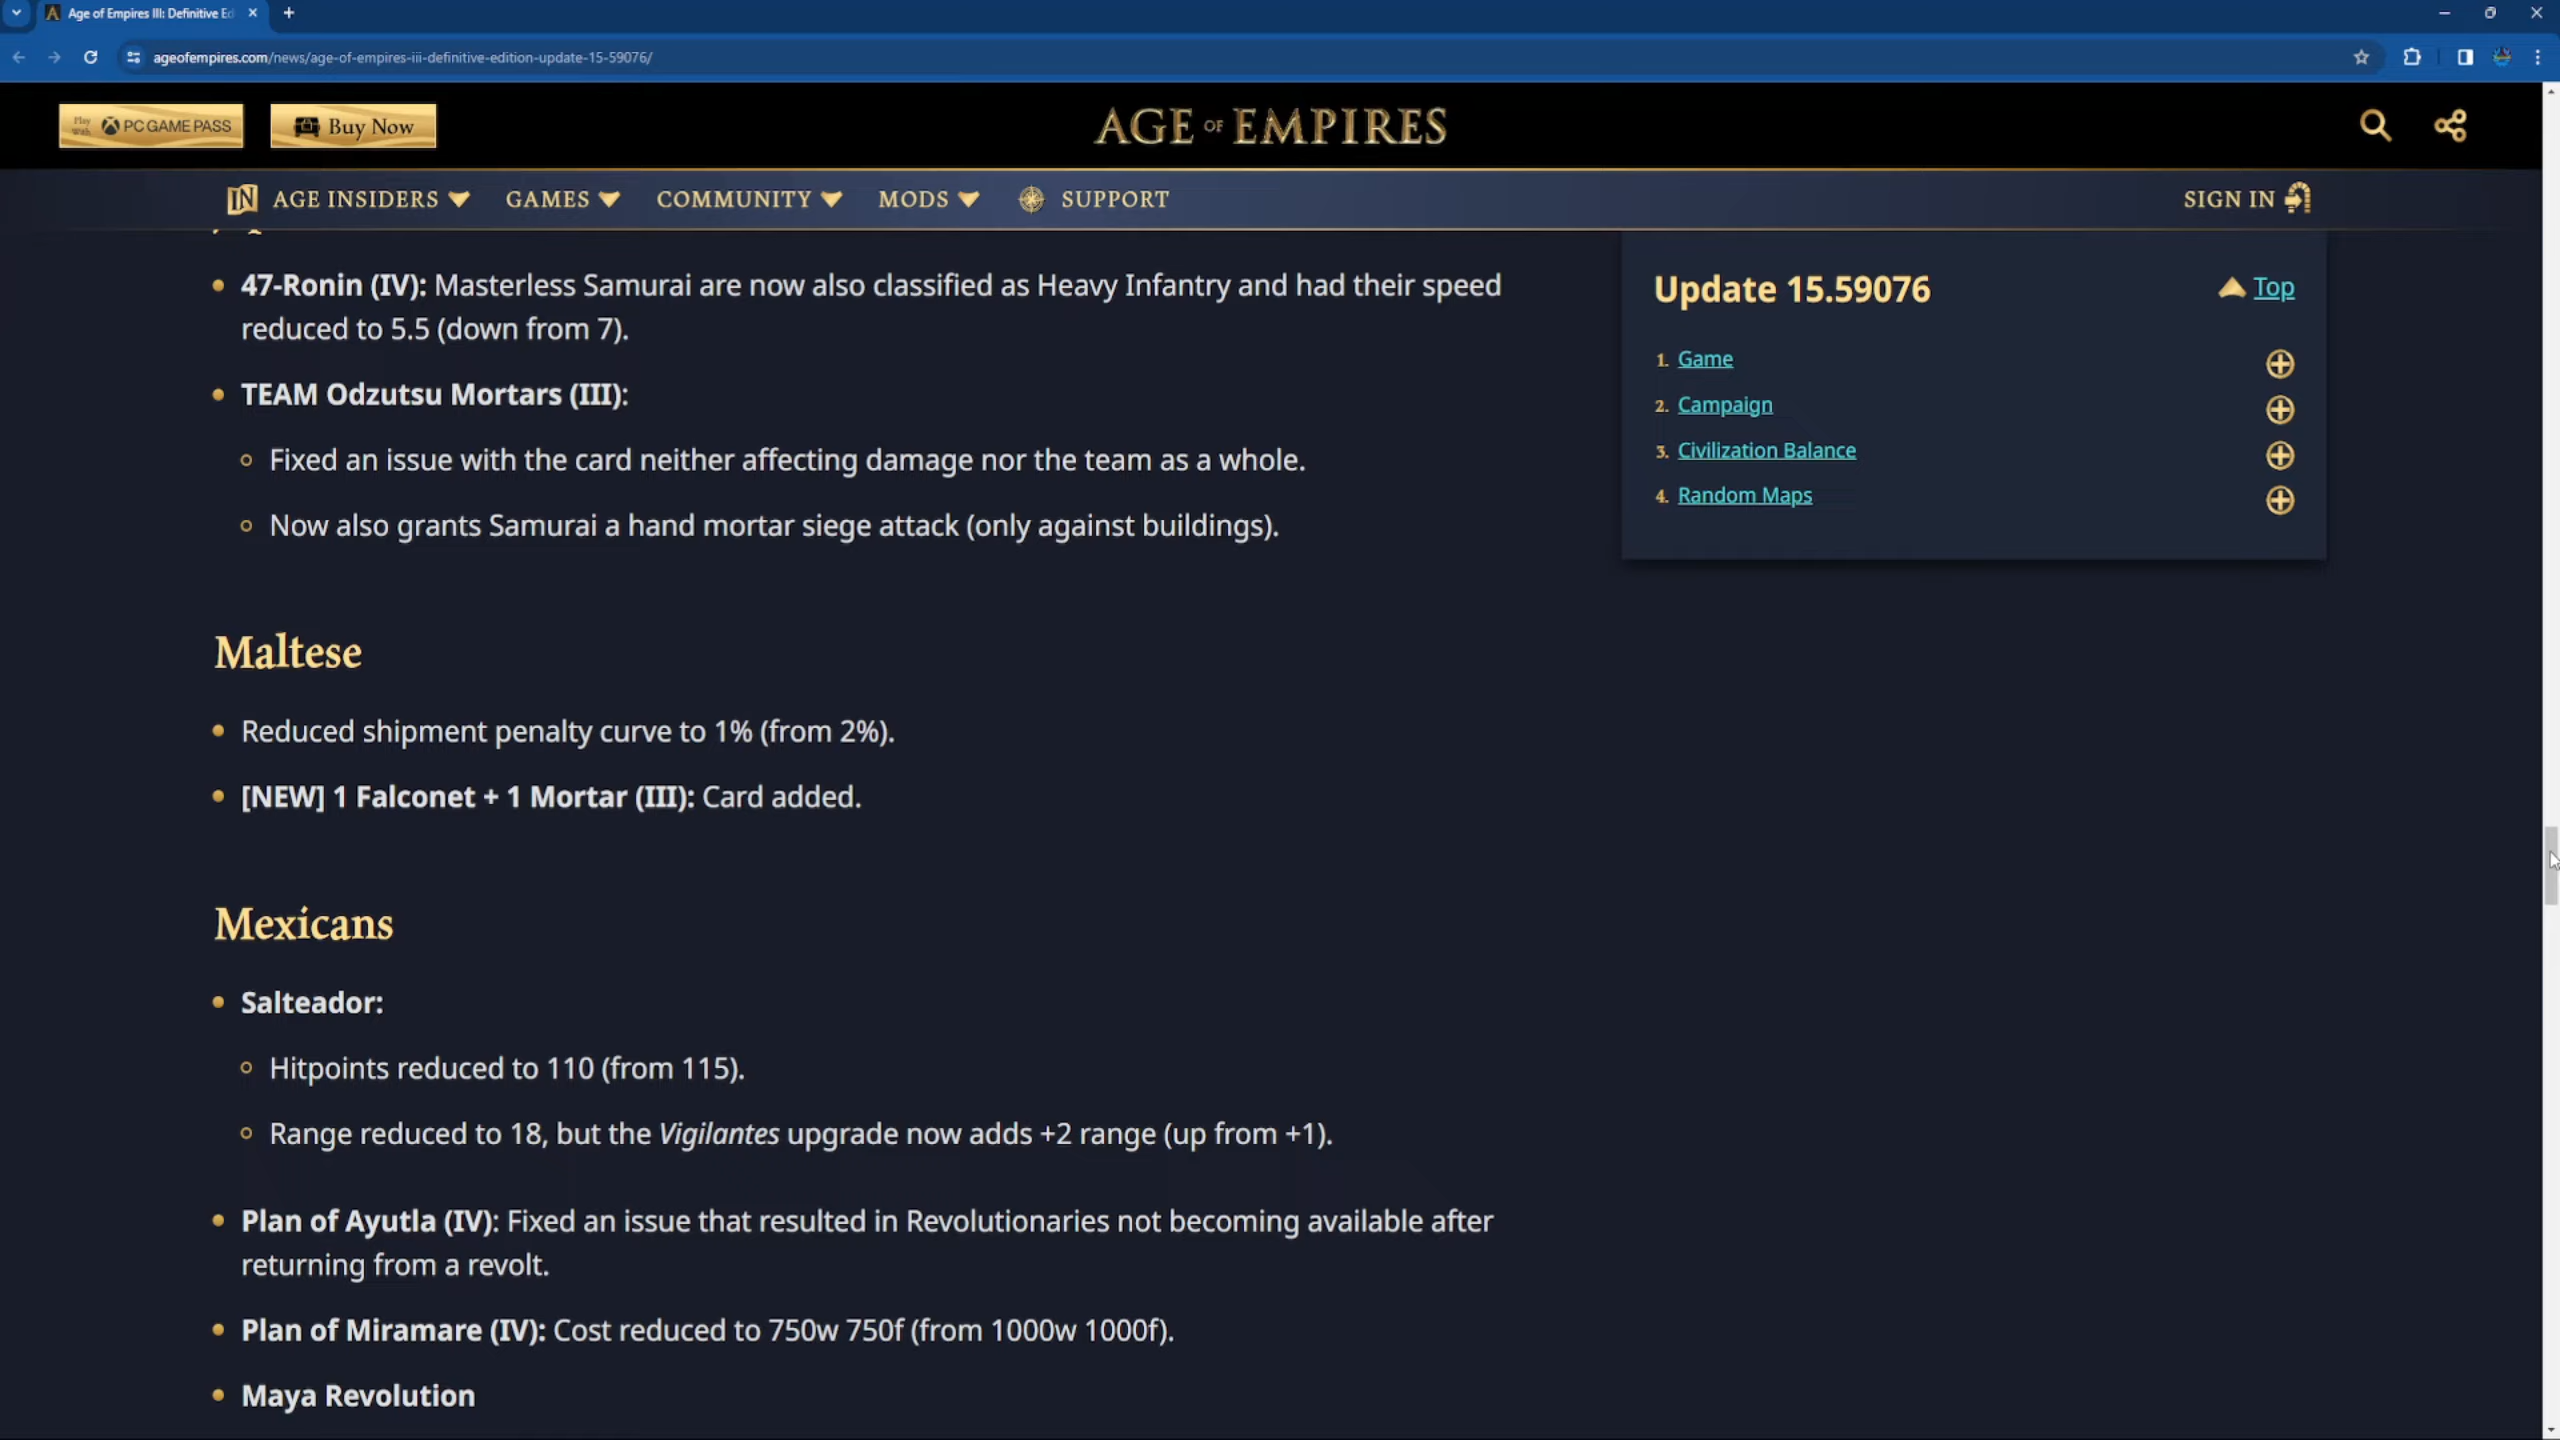 Age of Empires III: Definitive Ed
ageofempires.com/news/age-of-empires-iii-definitive-edition-update-15-59076/
Play With PC GAME PASS
Buy Now
AGE OF EMPIRES
IN AGE INSIDERS
GAMES
COMMUNITY
MODS
SUPPORT
SIGN IN
• 47-Ronin (IV): Masterless Samurai are now also classified as Heavy Infantry and had their speed
reduced to 5.5 (down from 7).
• TEAM Odzutsu Mortars (III):
○ Fixed an issue with the card neither affecting damage nor the team as a whole.
○ Now also grants Samurai a hand mortar siege attack (only against buildings).
Maltese
• Reduced shipment penalty curve to 1% (from 2%).
• [NEW] 1 Falconet + 1 Mortar (III): Card added.
Mexicans
• Salteador:
○ Hitpoints reduced to 110 (from 115).
○ Range reduced to 18, but the Vigilantes upgrade now adds +2 range (up from +1).
• Plan of Ayutla (IV): Fixed an issue that resulted in Revolutionaries not becoming available after
returning from a revolt.
• Plan of Miramare (IV): Cost reduced to 750w 750f (from 1000w 1000f).
• Maya Revolution
Update 15.59076
Top
1. Game
2. Campaign
3. Civilization Balance
4. Random Maps